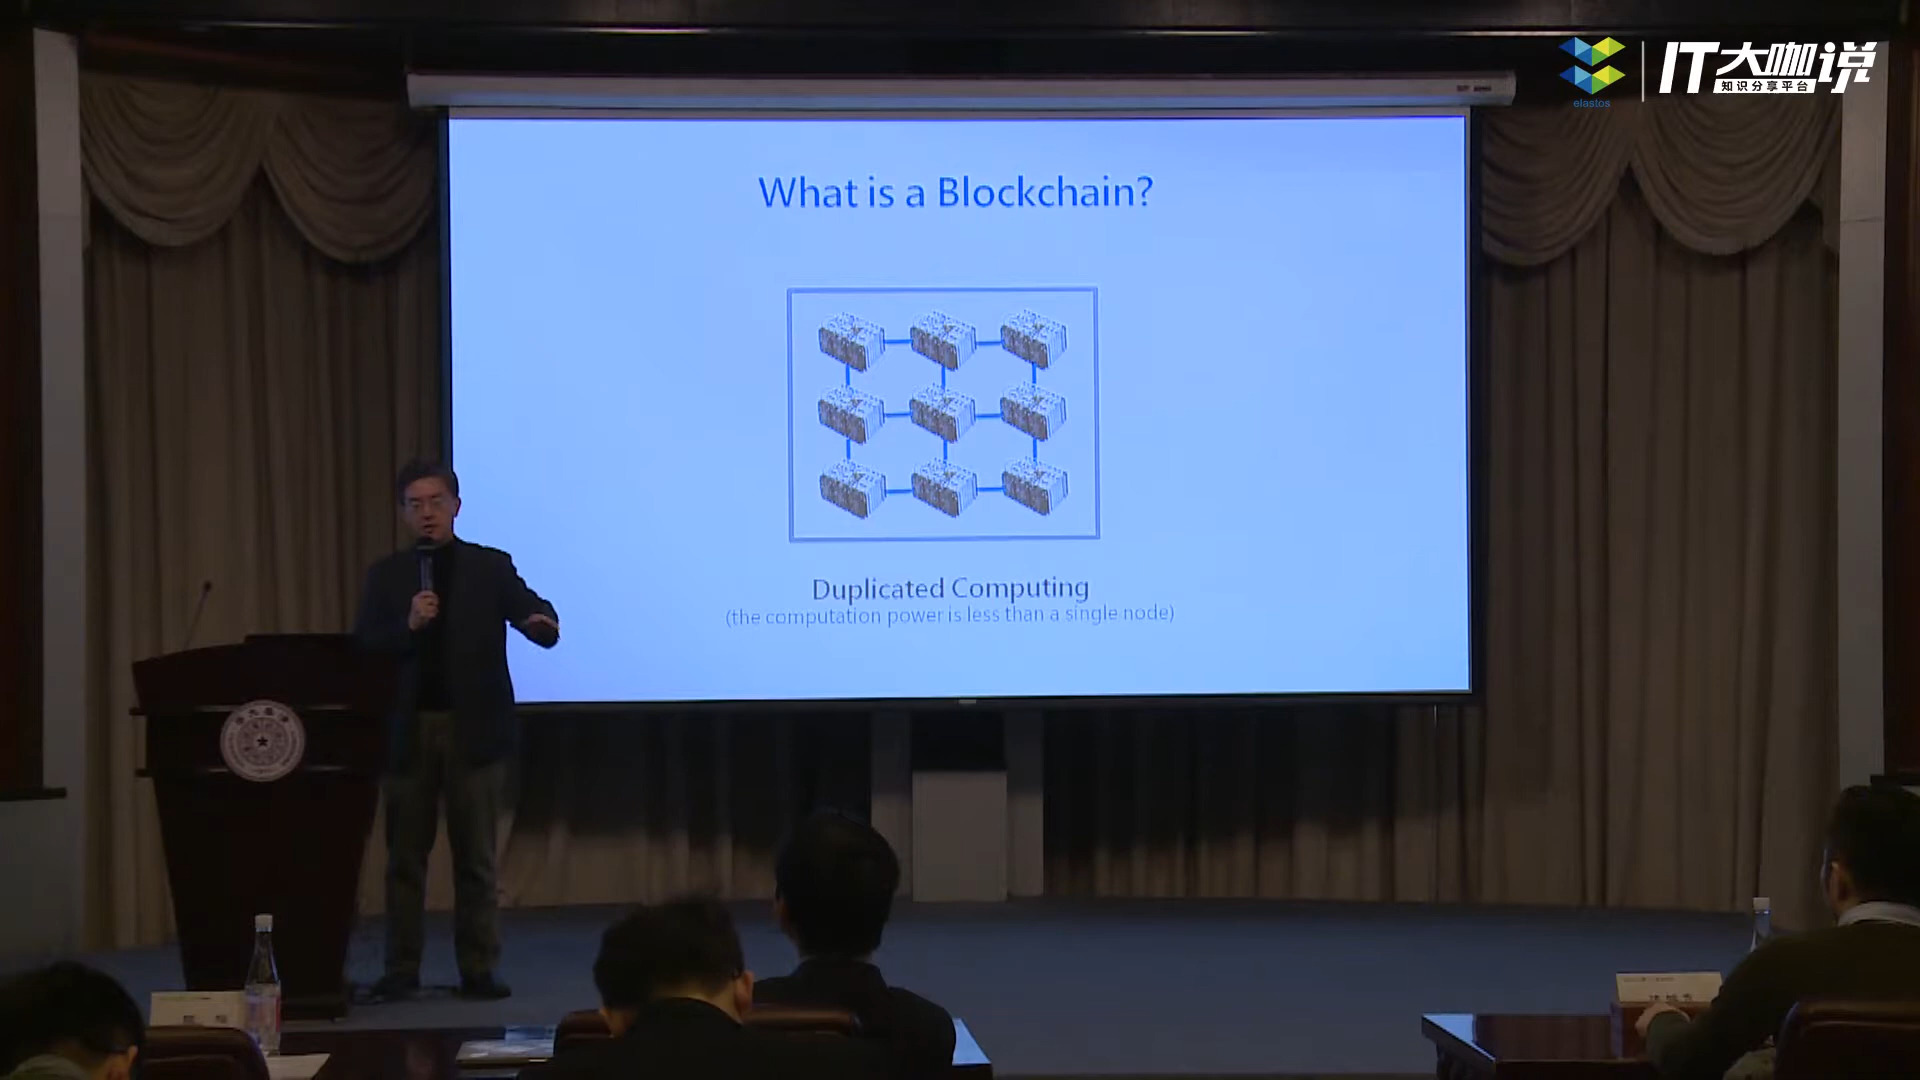 elastos
IT大咖说
知识分享平台
What is a Blockchain?
Duplicated Computing
(the computation power is less than a single node)